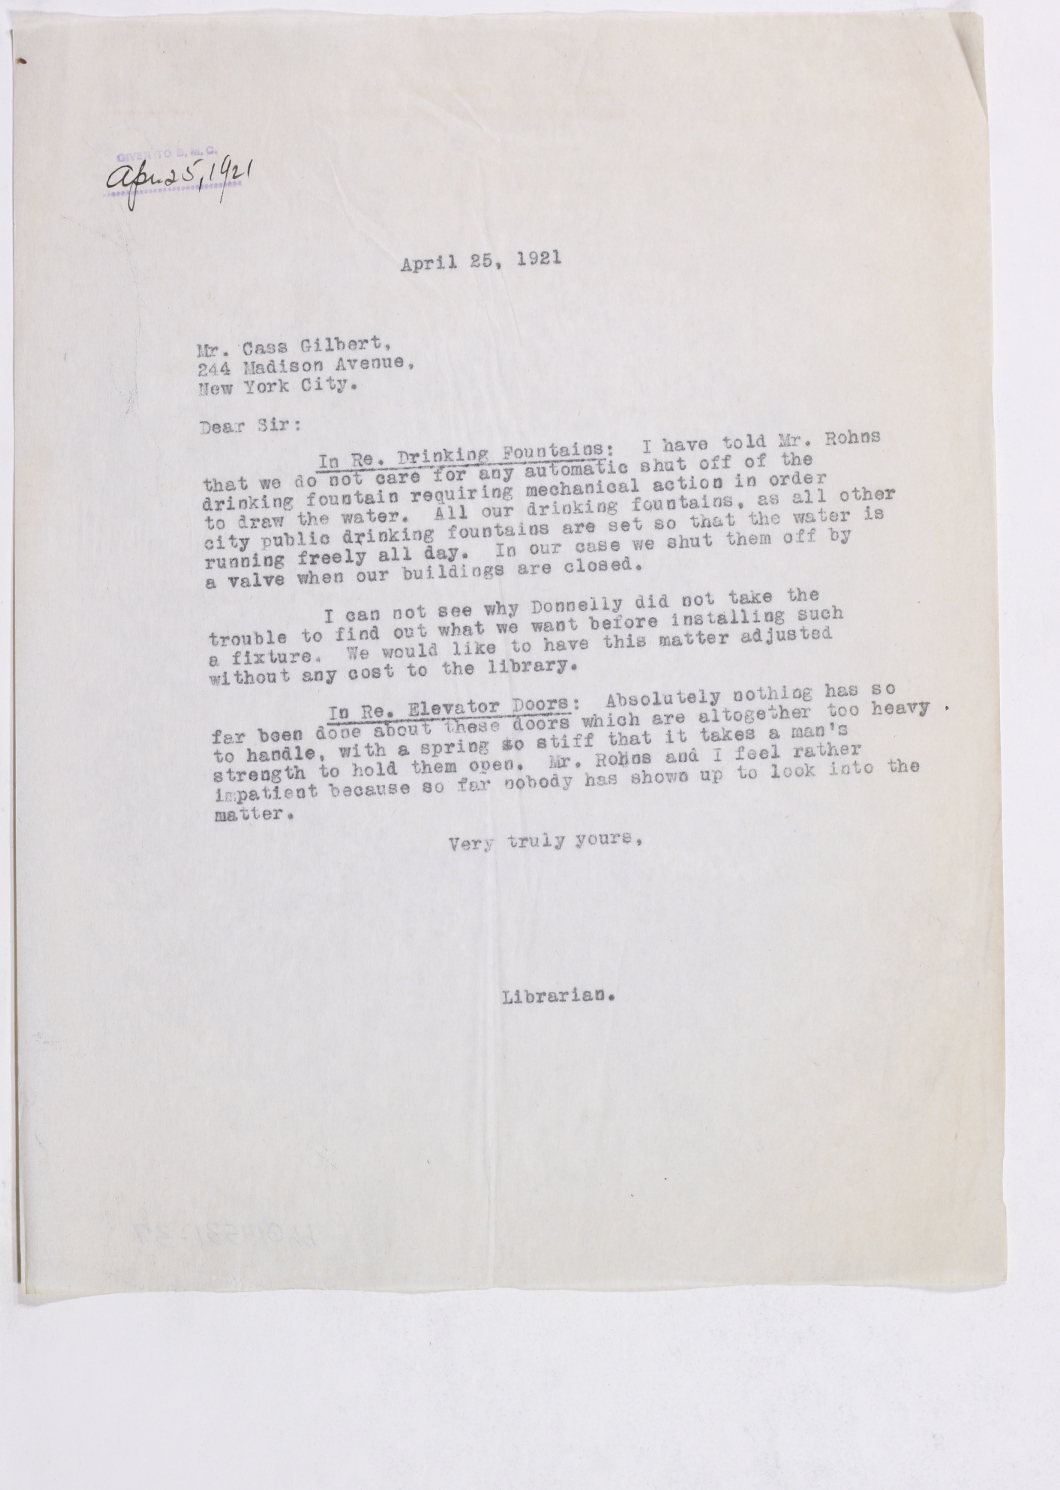 GIVEN TO B.M.C.
Apr 25, 1921
April 25, 1921
Mr. Cass Gilbert,
244 Madison Avenue,
New York City.
Dear Sir:
In Re. Drinking Fountains: I have told Mr. Rohns
that we do not care for any automatic shut off of the
drinking fountain requiring mechanical action in order
to draw the water. All our drinking fountains, as all other
city public drinking fountains are set so that the water is
running freely all day. In our case we shut them off by
a valve when our buildings are closed.
I can not see why Donnelly did not take the
trouble to find out what we want before installing such
a fixture. We would like to have this matter adjusted
without any cost to the library.
In Re. Elevator Doors: Absolutely nothing has so
far been done about these doors which are altogether too heavy
to handle, with a spring so stiff that it takes a man's
strength to hold them open. Mr. Rohns and I feel rather
impatient because so far nobody has shown up to look into the
matter.
Very truly yours,
Librarian.